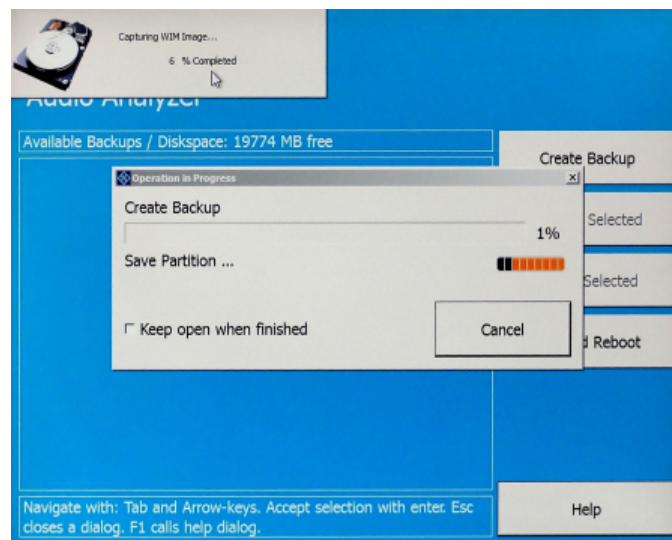 Capturing WIM Image...
6 % Completed
Audio Analyzer
Available Backups / Diskspace: 19774 MB free
Create Backup
Operation in Progress
Selected
Create Backup
1%
Save Partition ...
Selected
Keep open when finished
Cancel
Reboot
Navigate with: Tab and Arrow-keys. Accept selection with enter. Esc
closes a dialog. F1 calls help dialog.
Help